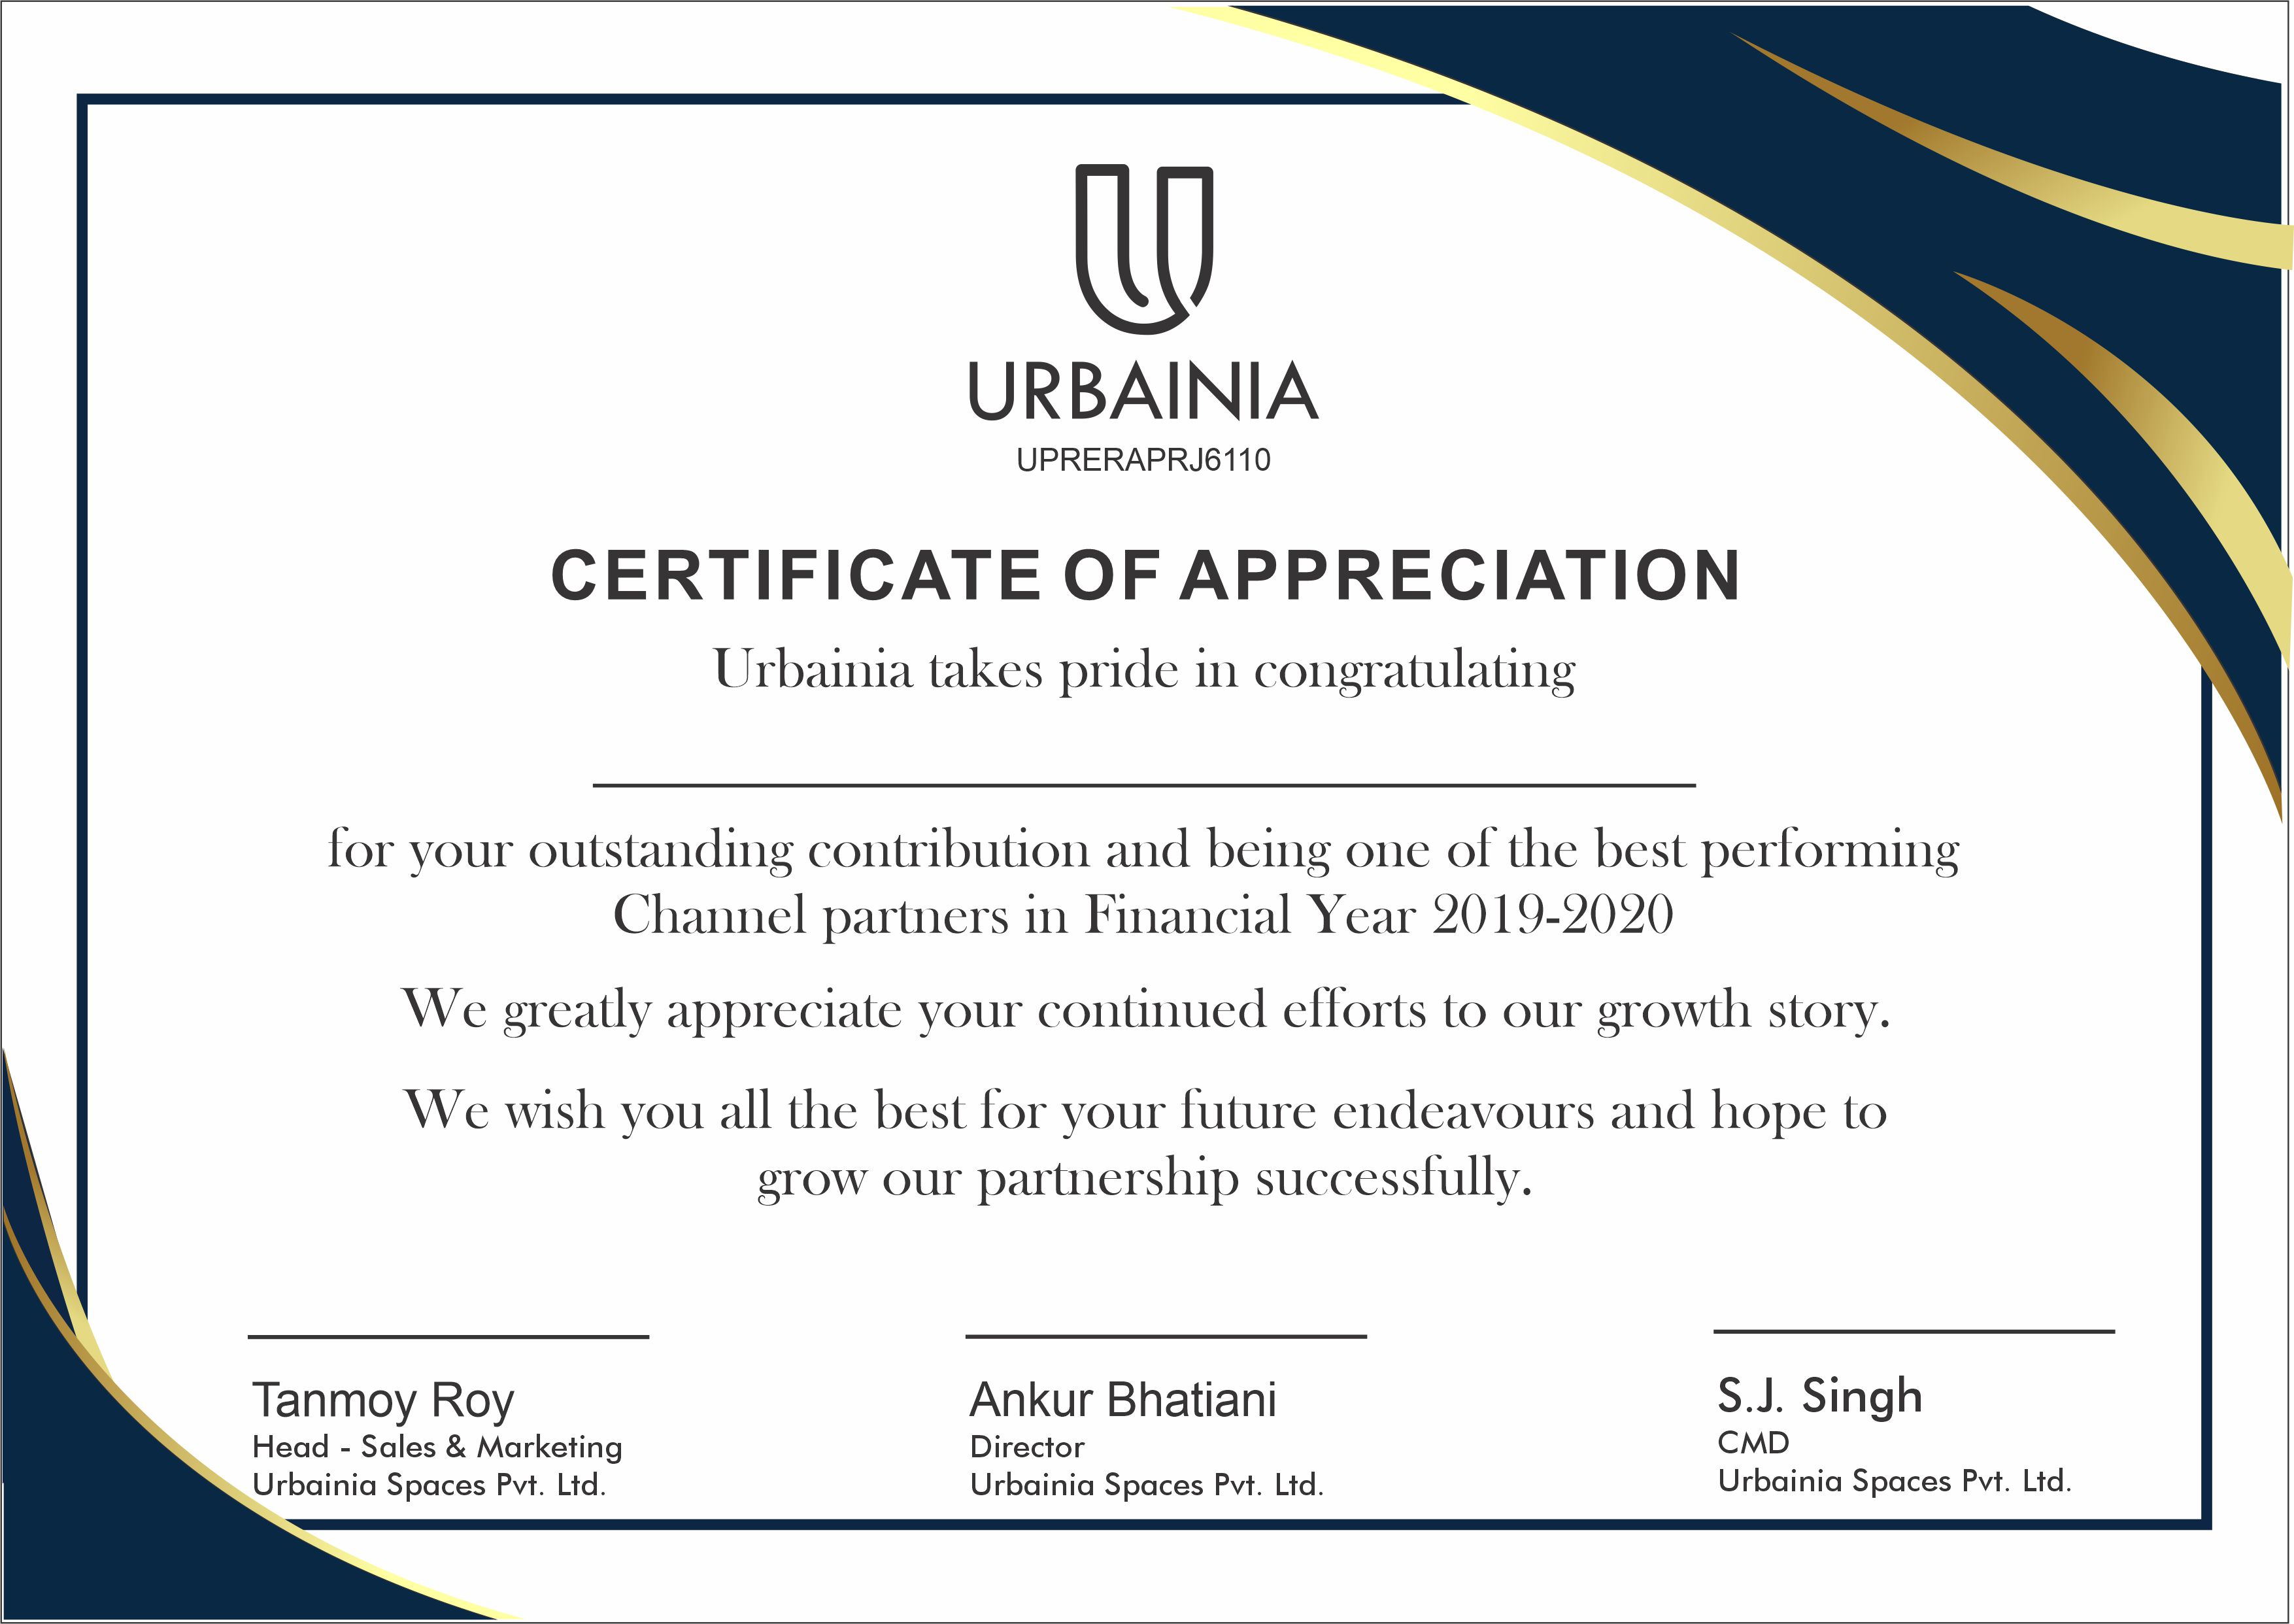 URBAINIA
UPRERAPRJ6110
CERTIFICATE OF APPRECIATION
Urbainia takes pride in congratulating
for your outstanding contribution and being one of the best performing
Channel partners in Financial Year 2019-2020
We greatly appreciate your continued efforts to our growth story.
We wish you all the best for your future endeavours and hope to
grow our partnership successfully.
Tanmoy Roy
Head - Sales & Marketing
Urbainia Spaces Pvt. Ltd.
Ankur Bhatiani
Director
Urbainia Spaces Pvt. Ltd.
S.J. Singh
CMD
Urbainia Spaces Pvt. Ltd.